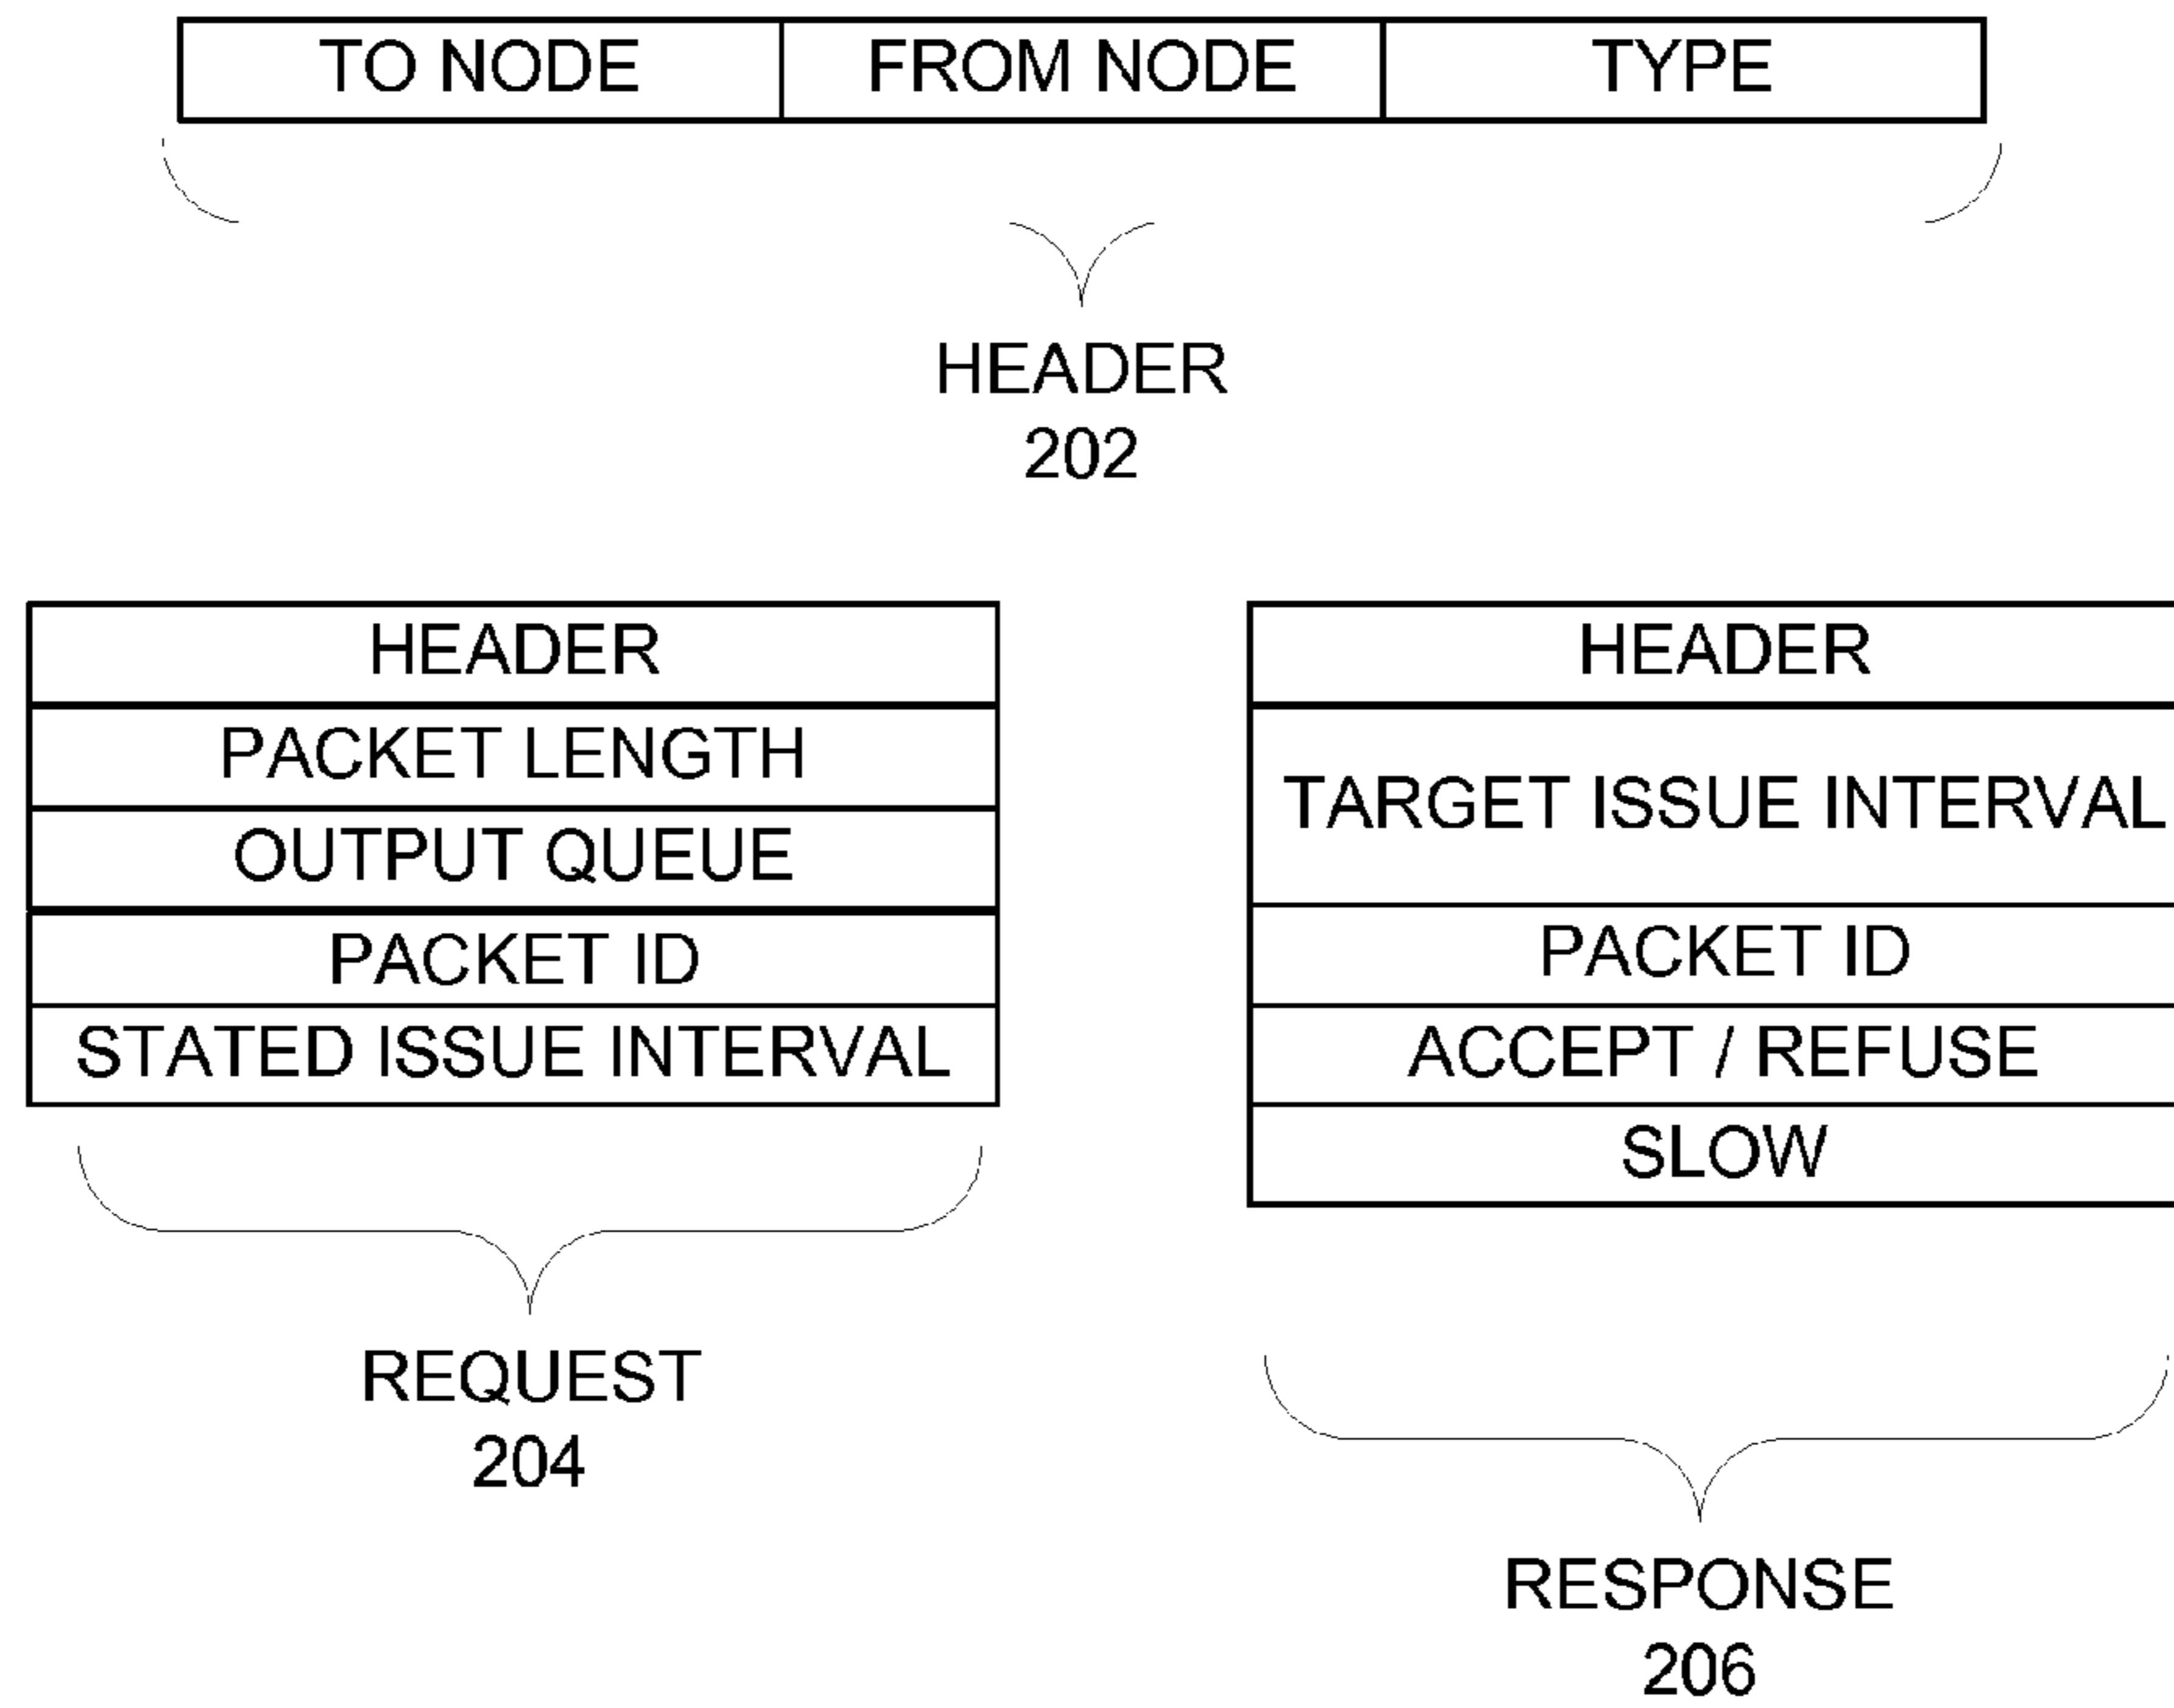 TO NODE
FROM NODE
TYPE
HEADER
202
HEADER
PACKET LENGTH
OUTPUT QUEUE
PACKET ID
STATED ISSUE INTERVAL
REQUEST
204
HEADER
TARGET ISSUE INTERVAL
PACKET ID
ACCEPT / REFUSE
SLOW
RESPONSE
206